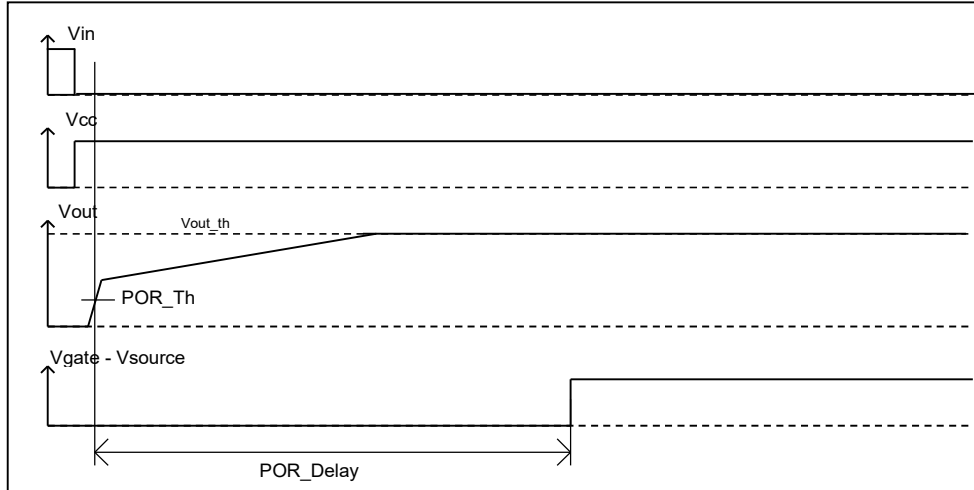 Vin
Vcc
Vout
Vout_th
POR_Th
Vgate - Vsource
POR_Delay